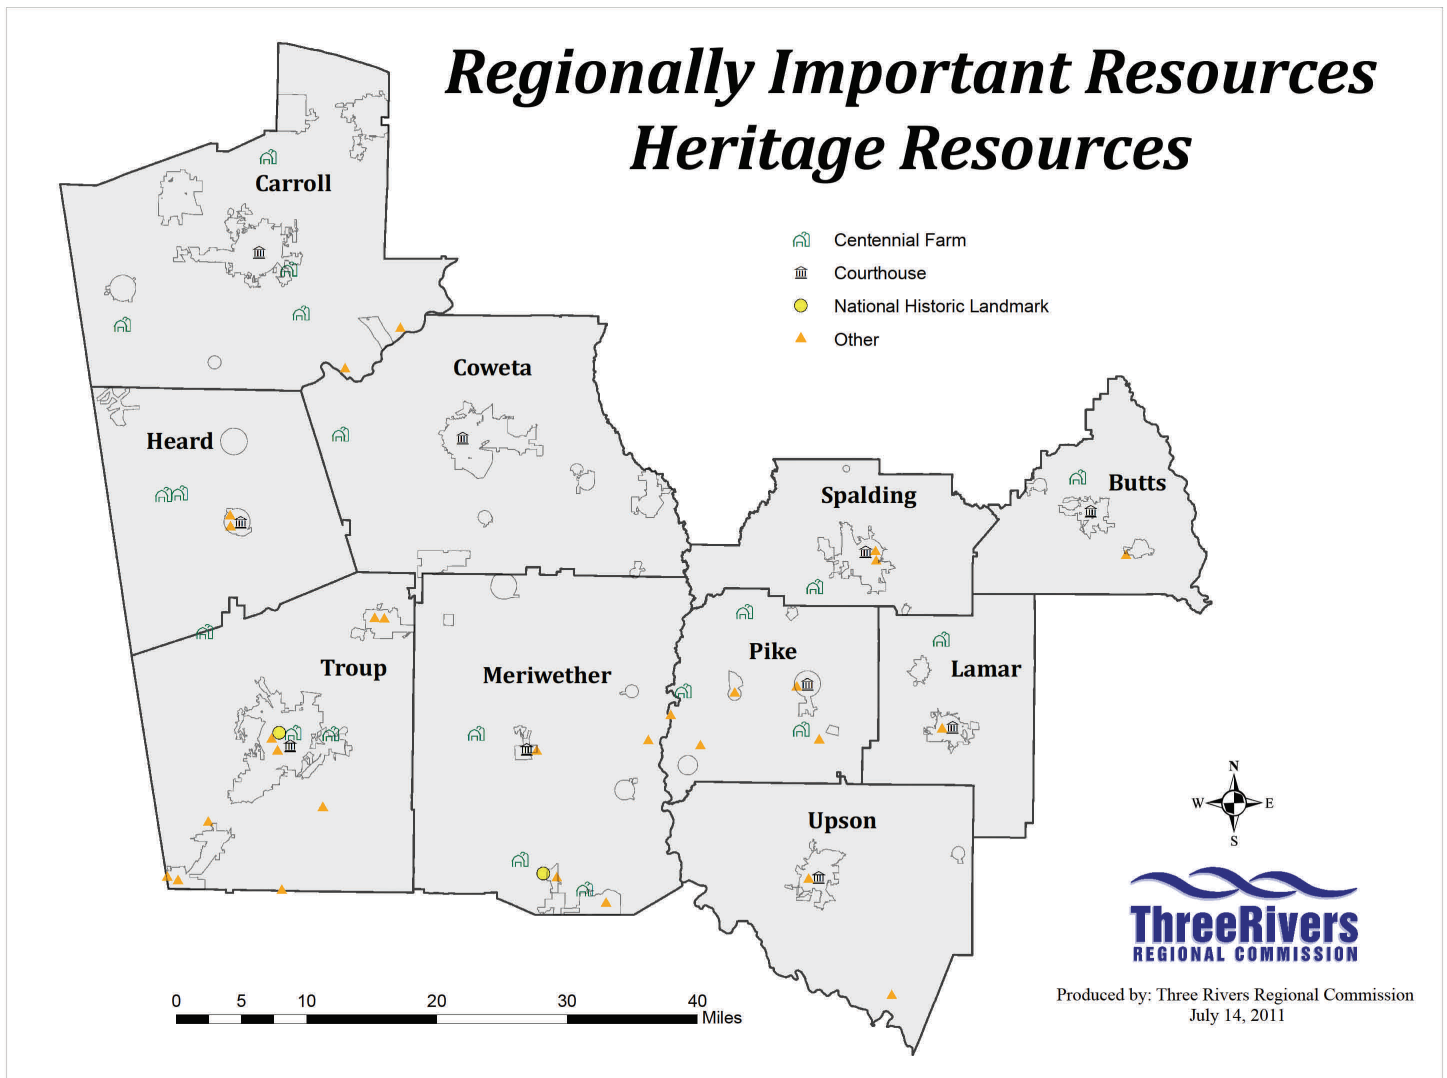 Regionally Important Resources
Heritage Resources
Centennial Farm
Courthouse
National Historic Landmark
Other
Carroll
Coweta
Heard
Spalding
Butts
Troup
Meriwether
Pike
Lamar
Upson
N
W E
S
ThreeRivers
REGIONAL COMMISSION
Produced by: Three Rivers Regional Commission
July 14, 2011
0 5 10 20 30 40
Miles